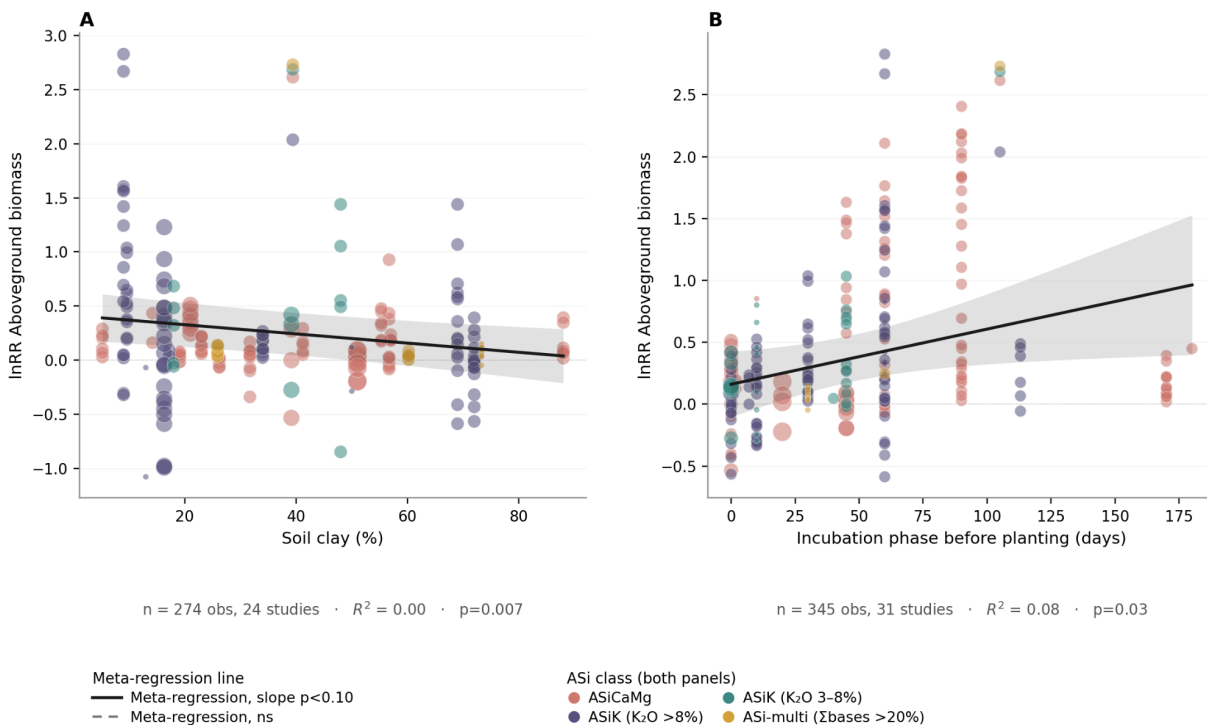 A
B
lnRR Aboveground biomass
3.0
2.5
2.0
1.5
1.0
0.5
0.0
−0.5
−1.0
20
40
60
80
Soil clay (%)
lnRR Aboveground biomass
2.5
2.0
1.5
1.0
0.5
0.0
−0.5
0
25
50
75
100
125
150
175
Incubation phase before planting (days)
n = 274 obs, 24 studies · R² = 0.00 · p=0.007
n = 345 obs, 31 studies · R² = 0.08 · p=0.03
Meta-regression line
Meta-regression, slope p<0.10
Meta-regression, ns
ASi class (both panels)
ASiCaMg
ASiK (K₂O >8%)
ASiK (K₂O 3–8%)
ASi-multi (Σbases >20%)